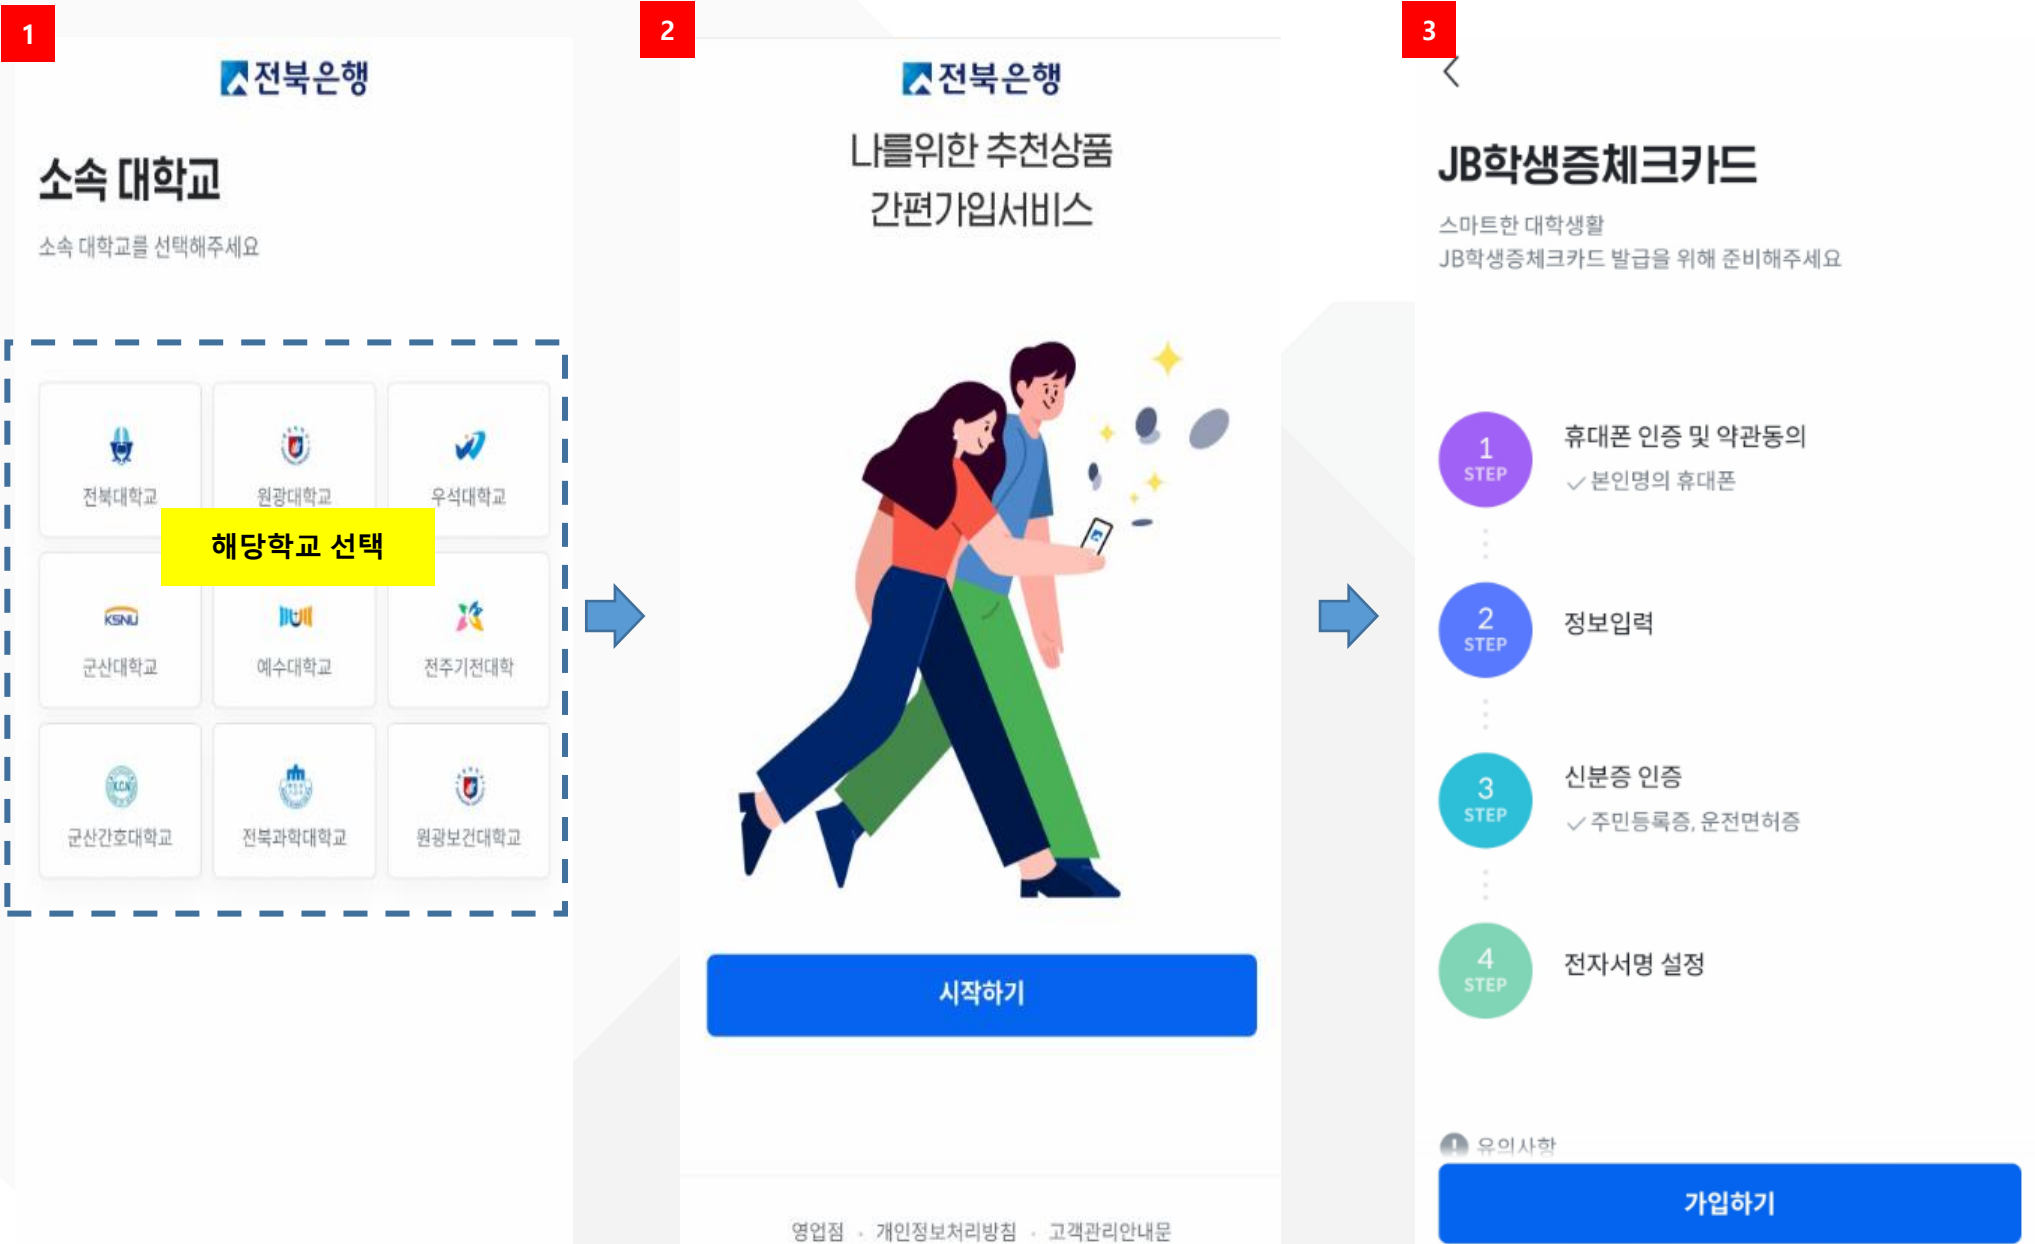 1
전북은행
소속 대학교
소속 대학교를 선택해주세요
전북대학교
원광대학교
우석대학교
해당학교 선택
KSNU
군산대학교
예수대학교
전주기전대학
K.C.N
군산간호대학교
전북과학대학교
원광보건대학교
2
전북은행
나를위한 추천상품
간편가입서비스
시작하기
영업점 · 개인정보처리방침 · 고객관리안내문
3
JB학생증체크카드
스마트한 대학생활
JB학생증체크카드 발급을 위해 준비해주세요
1
STEP
휴대폰 인증 및 약관동의
본인명의 휴대폰
2
STEP
정보입력
3
STEP
신분증 인증
주민등록증, 운전면허증
4
STEP
전자서명 설정
유의사항
가입하기